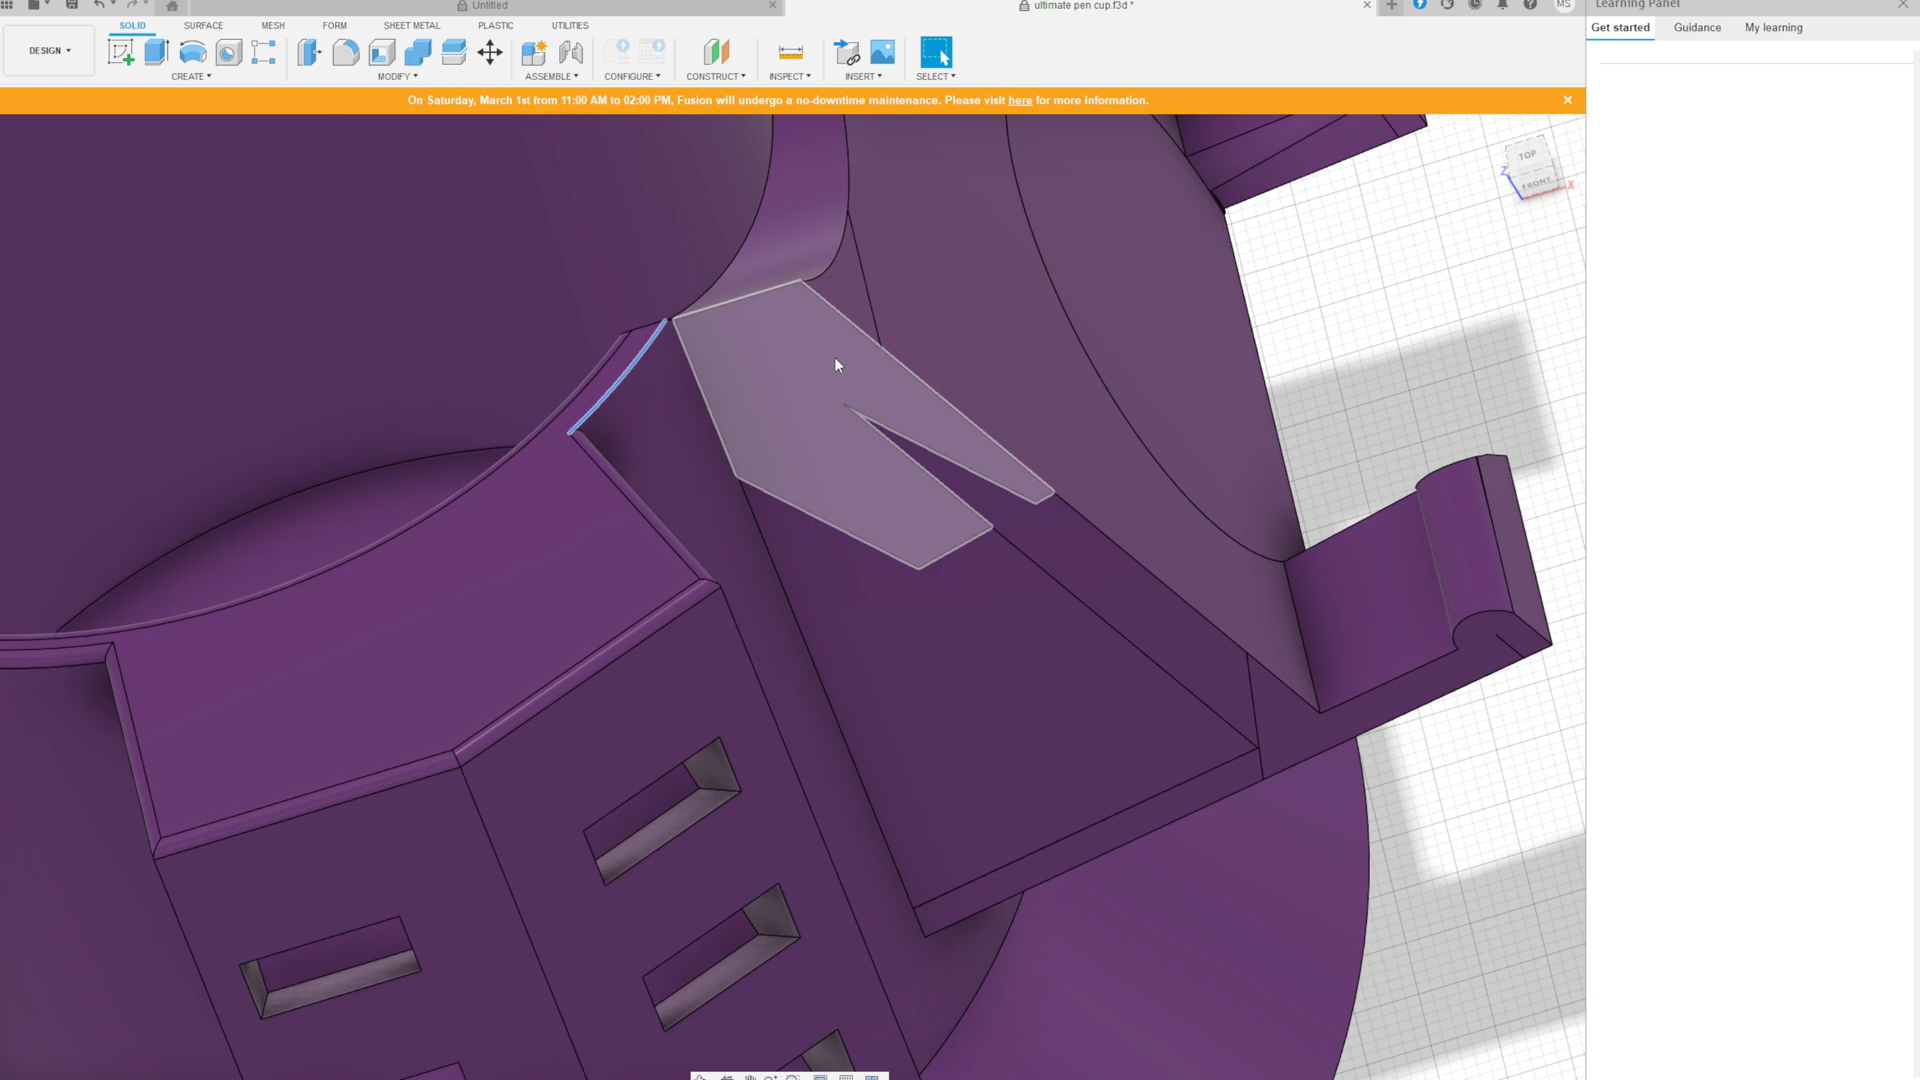 Untitled
ultimate pen cup.f3d*
MS
Learning Panel
SOLID
SURFACE
MESH
FORM
SHEET METAL
PLASTIC
UTILITIES
Get started
Guidance
My learning
DESIGN
CREATE
MODIFY
ASSEMBLE
CONFIGURE
CONSTRUCT
INSPECT
INSERT
SELECT
On Saturday, March 1st from 11:00 AM to 02:00 PM, Fusion will undergo a no-downtime maintenance. Please visit here for more information.
TOP
Z
FRONT
X